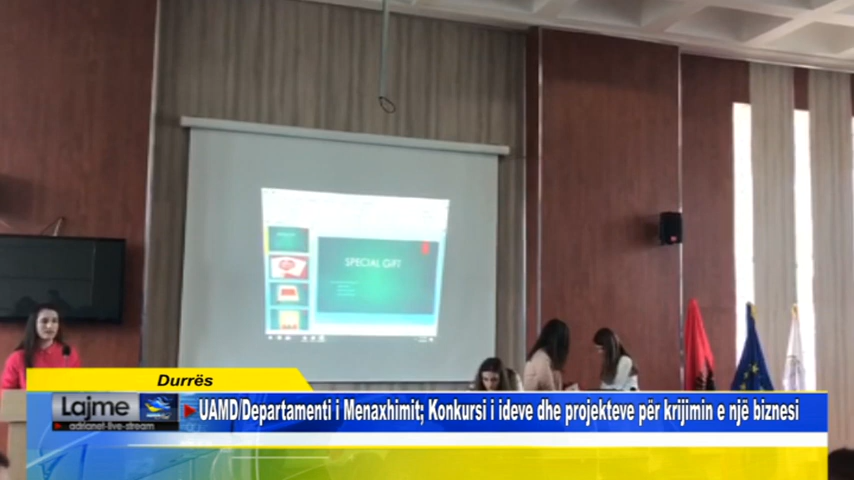 SPECIAL GIFT
Durrës
Lajme
UAMD/Departamenti i Menaxhimit; Konkursi i ideve dhe projekteve për krijimin e një biznesi
adrianet-live-stream